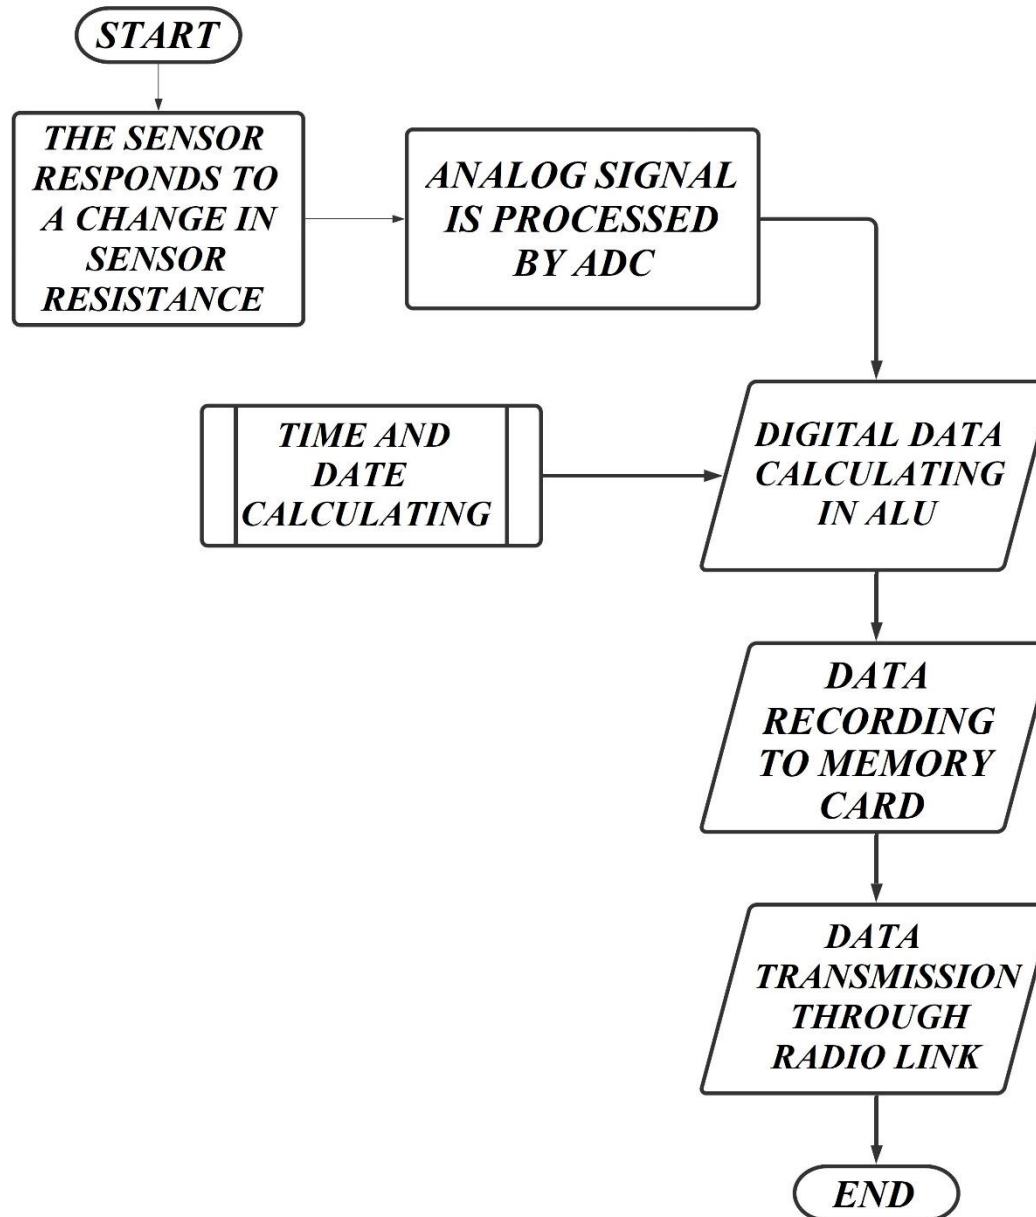 START
THE SENSOR
RESPONDS TO
A CHANGE IN
SENSOR
RESISTANCE
ANALOG SIGNAL
IS PROCESSED
BY ADC
TIME AND
DATE
CALCULATING
DIGITAL DATA
CALCULATING
IN ALU
DATA
RECORDING
TO MEMORY
CARD
DATA
TRANSMISSION
THROUGH
RADIO LINK
END